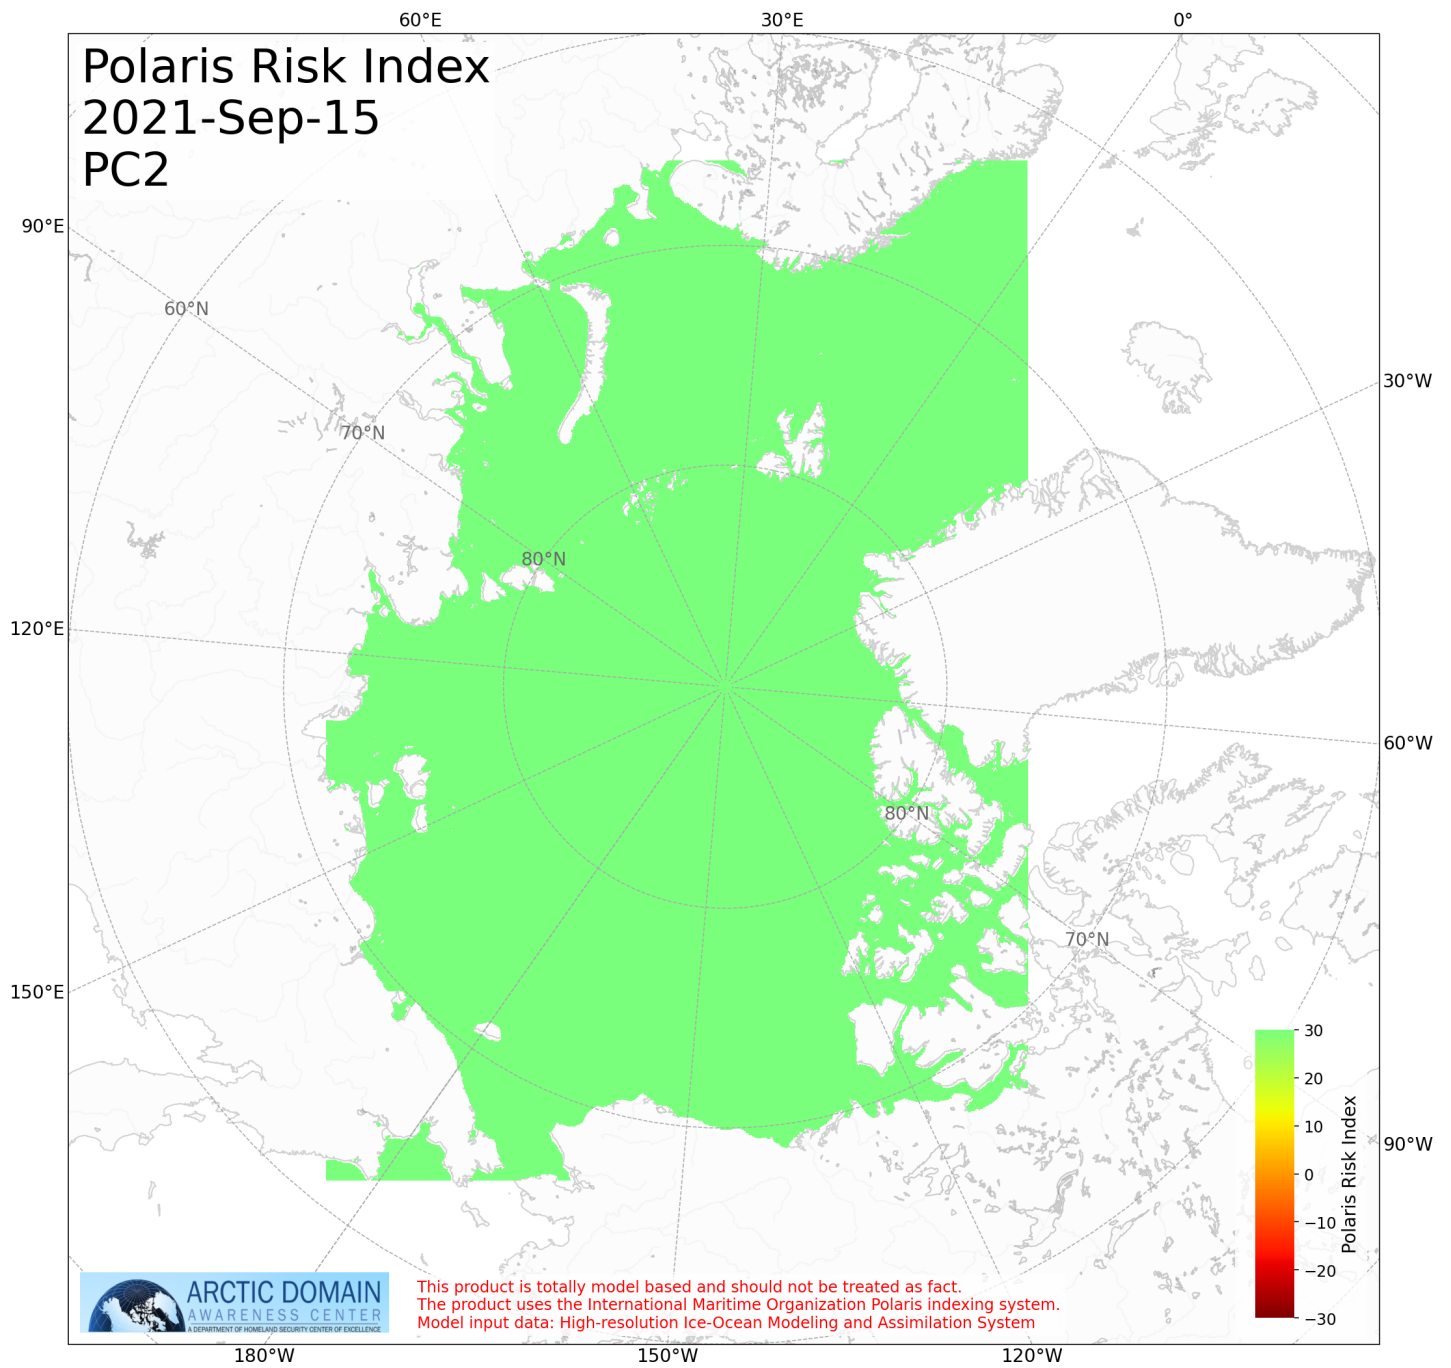 60°E
30°E
0°
Polaris Risk Index
2021-Sep-15
PC2
90°E
60°N
30°W
70°N
80°N
120°E
60°W
80°N
70°N
150°E
30
20
10
0
−10
−20
−30
Polaris Risk Index
90°W
ARCTIC DOMAIN
AWARENESS CENTER
A DEPARTMENT OF HOMELAND SECURITY CENTER OF EXCELLENCE
This product is totally model based and should not be treated as fact.
The product uses the International Maritime Organization Polaris indexing system.
Model input data: High-resolution Ice-Ocean Modeling and Assimilation System
180°W
150°W
120°W